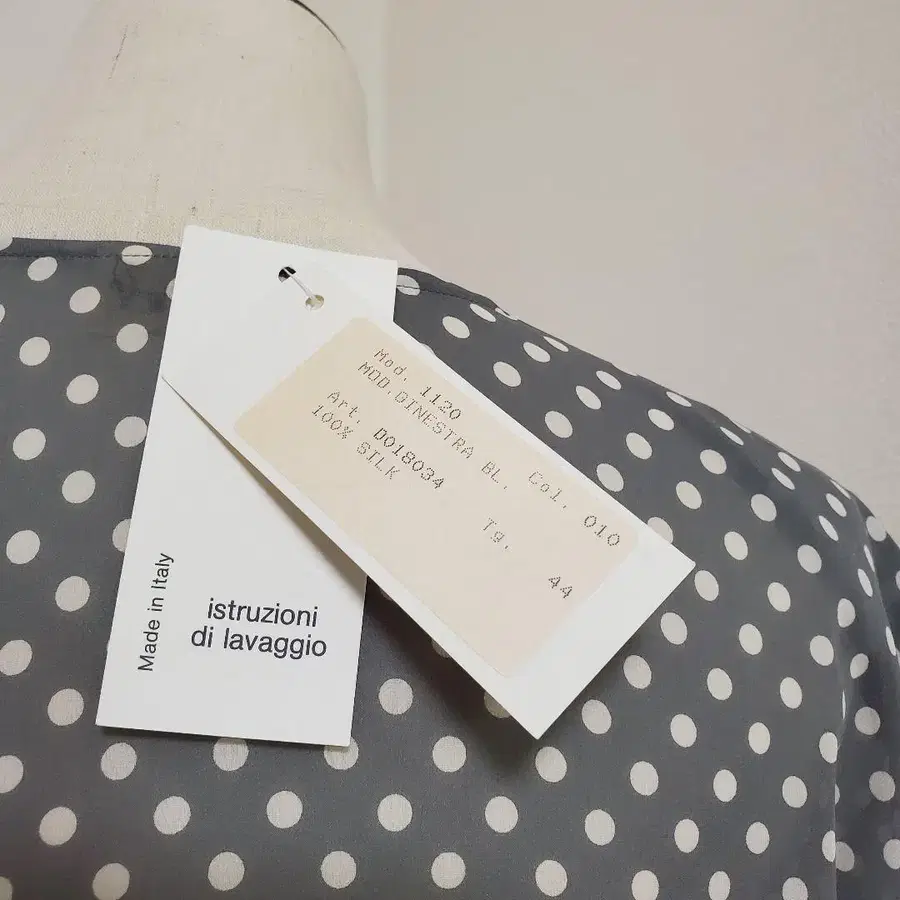 Mod. 1120
MOD.GINESTRA BL. Col. 010
Art. D018034
100% SILK
Tg. 44
Made in Italy
istruzioni
di lavaggio